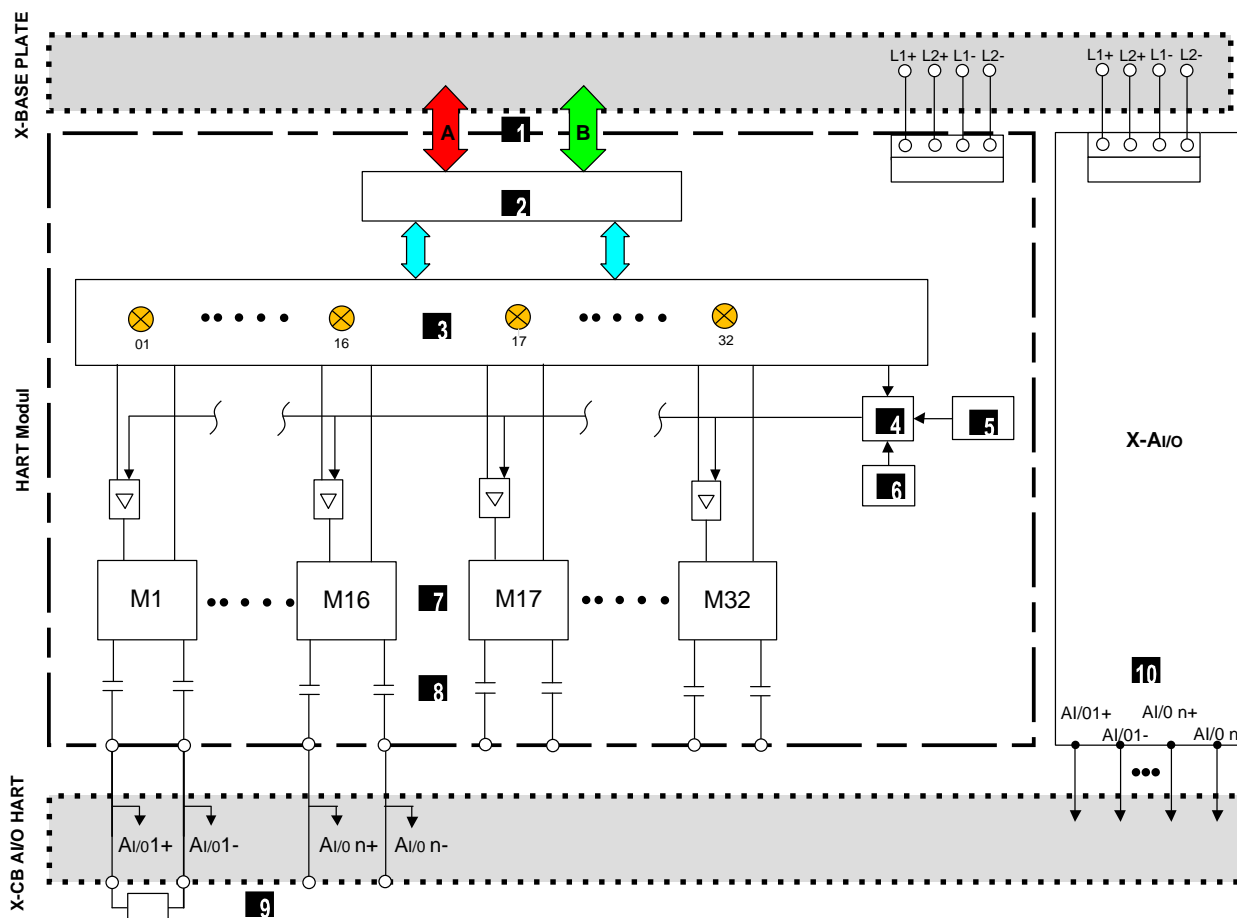 X-BASE PLATE
L1+ L2+ L1- L2-
L1+ L2+ L1- L2-
A
1
B
2
HART Modul
01
16
3
17
32
4
5
6
X-AI/O
M1
M16
7
M17
M32
8
10
AI/01+
AI/01-
AI/0 n+
AI/0 n
X-CB AI/O HART
AI/01+
AI/01-
AI/0 n+
AI/0 n-
9